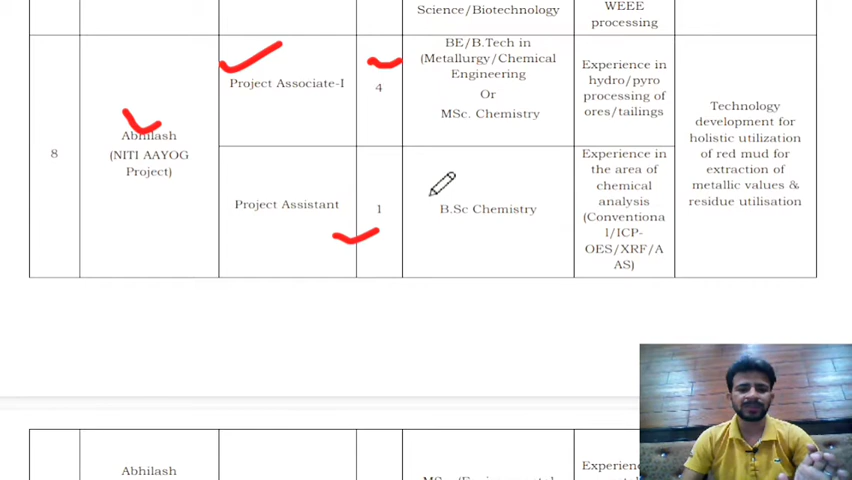 Science/Biotechnology
WEEE
processing
8
Abhilash
(NITI AAYOG
Project)
Project Associate-I
4
BE/B.Tech in
(Metallurgy/Chemical
Engineering
Or
MSc. Chemistry
Experience in
hydro/pyro
processing of
ores/tailings
Technology
development for
holistic utilization
of red mud for
extraction of
metallic values &
residue utilisation
Project Assistant
1
B.Sc Chemistry
Experience in
the area of
chemical
analysis
(Conventiona
l/ICP-
OES/XRF/A
AS)
Abhilash